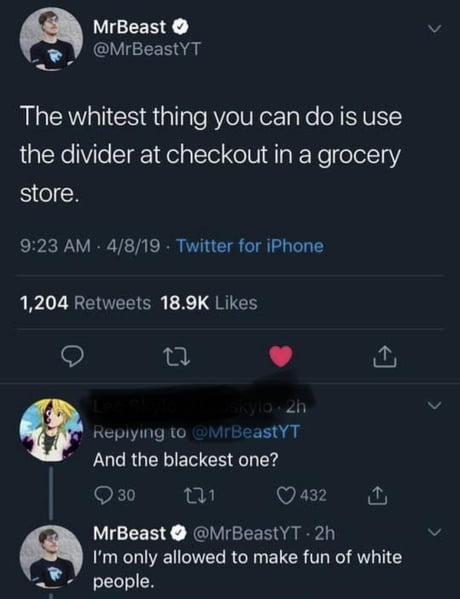 MrBeast
@MrBeastYT
The whitest thing you can do is use
the divider at checkout in a grocery
store.
9:23 AM · 4/8/19 · Twitter for iPhone
1,204 Retweets 18.9K Likes
· 2h
Replying to @MrBeastYT
And the blackest one?
30 1 432
MrBeast @MrBeastYT · 2h
I'm only allowed to make fun of white
people.